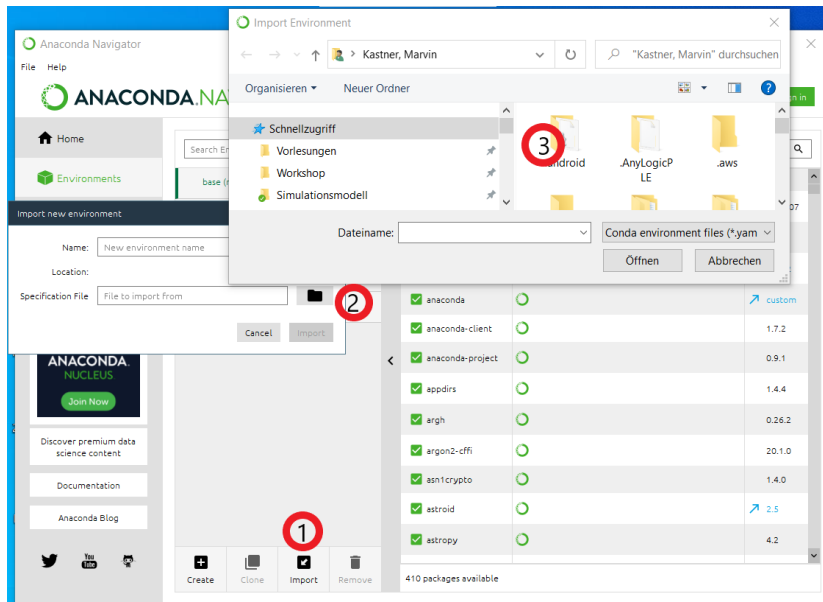 Import Environment
Kastner, Marvin
"Kastner, Marvin" durchsuchen
Organisieren
Neuer Ordner
Schnellzugriff
Vorlesungen
Workshop
Simulationsmodell
3
.AnyLogicP
LE
.aws
Dateiname:
Conda environment files (*.yam
Öffnen
Abbrechen
Anaconda Navigator
File Help
ANACONDA.NA
Home
Environments
base
Import new environment
Name:
New environment name
Location:
Specification File
File to import from
2
Cancel
Import
ANACONDA.
NUCLEUS
Join Now
Discover premium data
science content
Documentation
Anaconda Blog
You
Tube
1
Create
Clone
Import
Remove
anaconda custom
anaconda-client 1.7.2
anaconda-project 0.9.1
appdirs 1.4.4
argh 0.26.2
argon2-cffi 20.1.0
asn1crypto 1.4.0
astroid 2.5
astropy 4.2
410 packages available